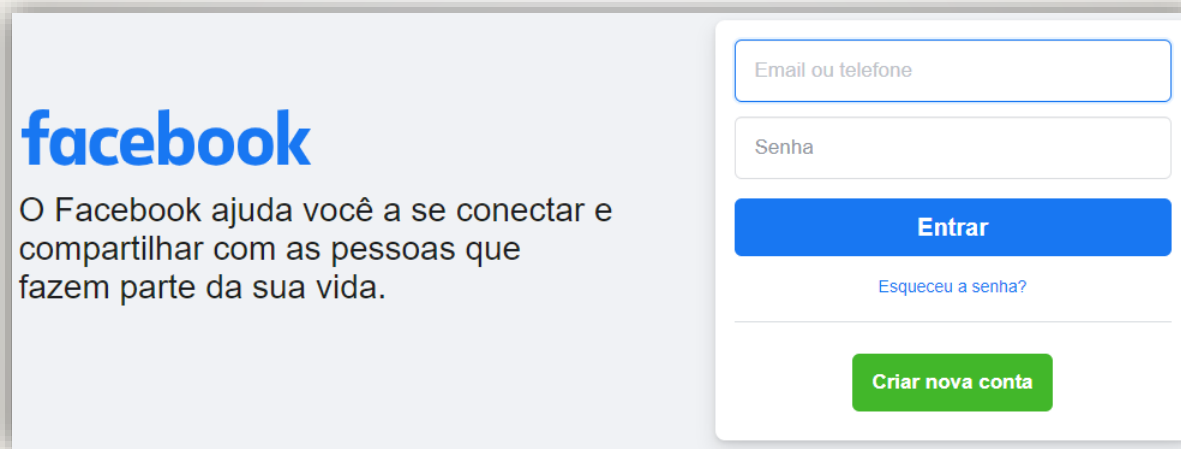 facebook
O Facebook ajuda você a se conectar e
compartilhar com as pessoas que
fazem parte da sua vida.
Email ou telefone
Senha
Entrar
Esqueceu a senha?
Criar nova conta